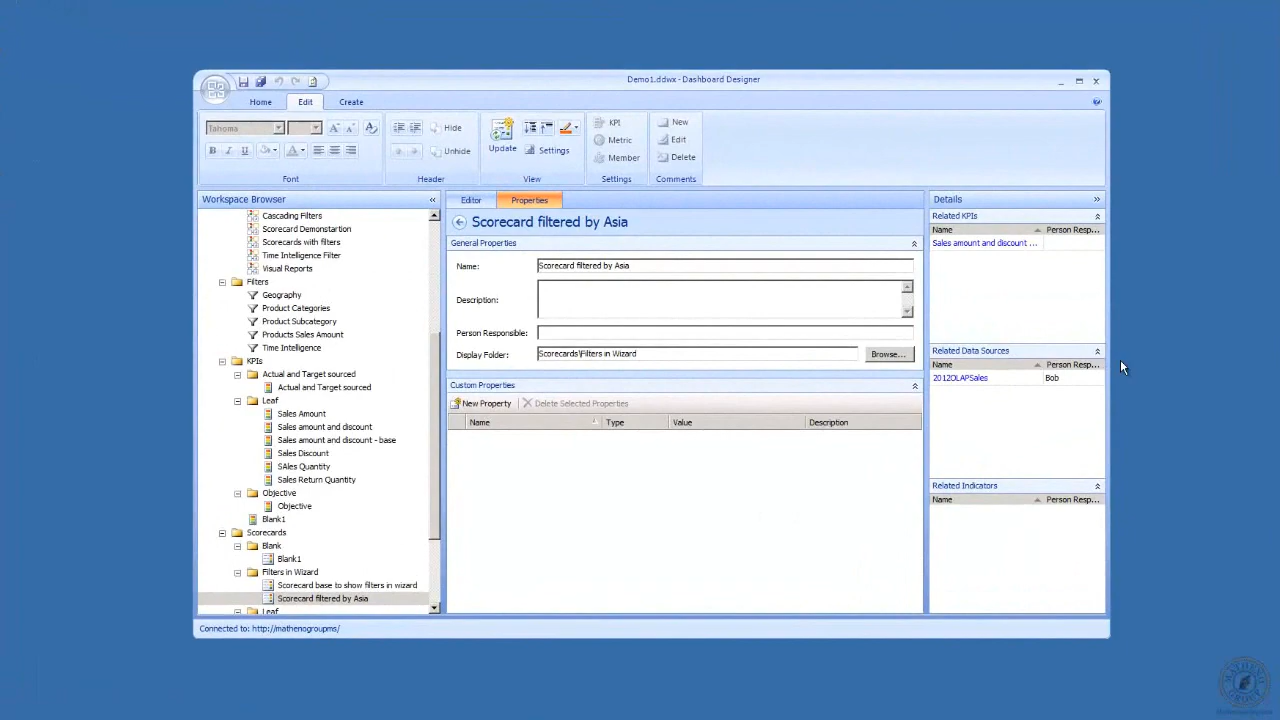 Demo1.ddwx - Dashboard Designer
Home Edit Create
Tahoma
Hide
Unhide
Update
Settings
KPI
Metric
Member
New
Edit
Delete
Font Header View Settings Comments
Workspace Browser
Cascading Filters
Scorecard Demonstartion
Scorecards with filters
Time Intelligence Filter
Visual Reports
Filters
Geography
Product Categories
Product Subcategory
Products Sales Amount
Time Intelligence
KPIs
Actual and Target sourced
Actual and Target sourced
Leaf
Sales Amount
Sales amount and discount
Sales amount and discount - base
Sales Discount
SAles Quantity
Sales Return Quantity
Objective
Objective
Blank1
Scorecards
Blank
Blank1
Filters in Wizard
Scorecard base to show filters in wizard
Scorecard filtered by Asia
Leaf
Editor Properties
Scorecard filtered by Asia
General Properties
Name: Scorecard filtered by Asia
Description:
Person Responsible:
Display Folder: Scorecards\Filters in Wizard Browse...
Custom Properties
New Property Delete Selected Properties
Name Type Value Description
Details
Related KPIs
Name Person Resp...
Sales amount and discount ...
Related Data Sources
Name Person Resp...
2012OLAPSales Bob
Related Indicators
Name Person Resp...
Connected to: http://mathenogroupms/
MATHENO
GROUP